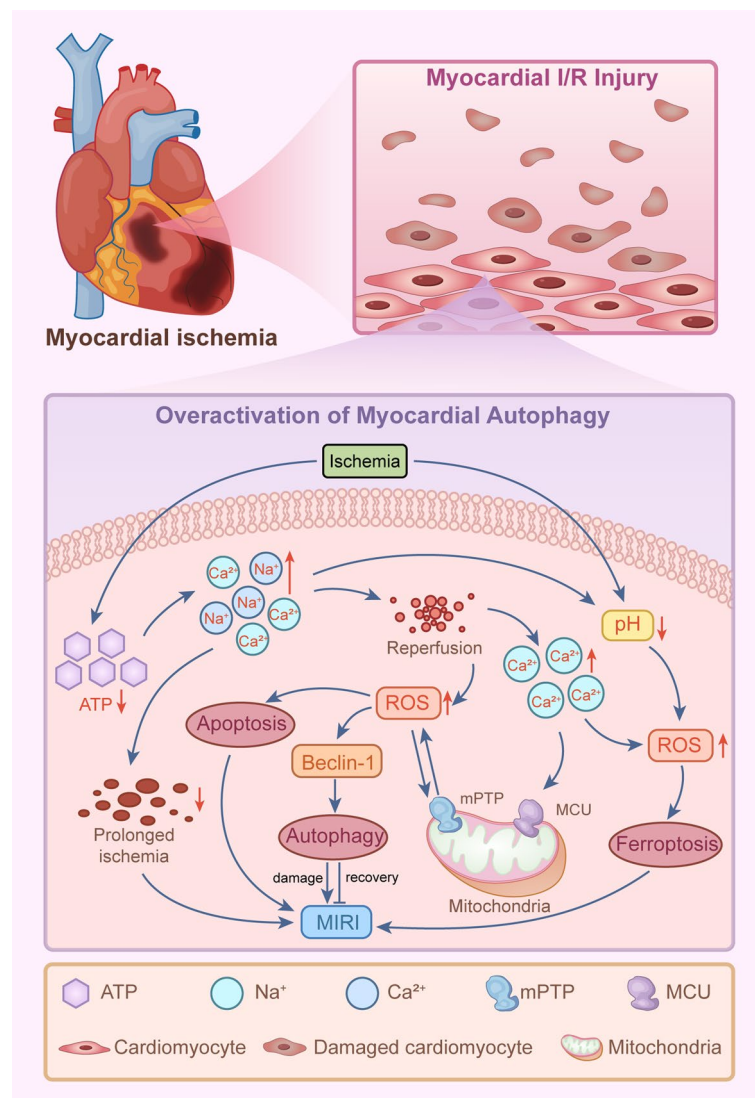 Myocardial I/R Injury
Myocardial ischemia
Overactivation of Myocardial Autophagy
Ischemia
Ca²⁺
Na⁺
Na⁺
Na⁺
Ca²⁺
Ca²⁺
ATP
Reperfusion
pH
Ca²⁺
Ca²⁺
Ca²⁺
Ca²⁺
Apoptosis
ROS
ROS
Beclin-1
mPTP
MCU
Prolonged
ischemia
Autophagy
Ferroptosis
damage
recovery
Mitochondria
MIRI
ATP
Na⁺
Ca²⁺
mPTP
MCU
Cardiomyocyte
Damaged cardiomyocyte
Mitochondria